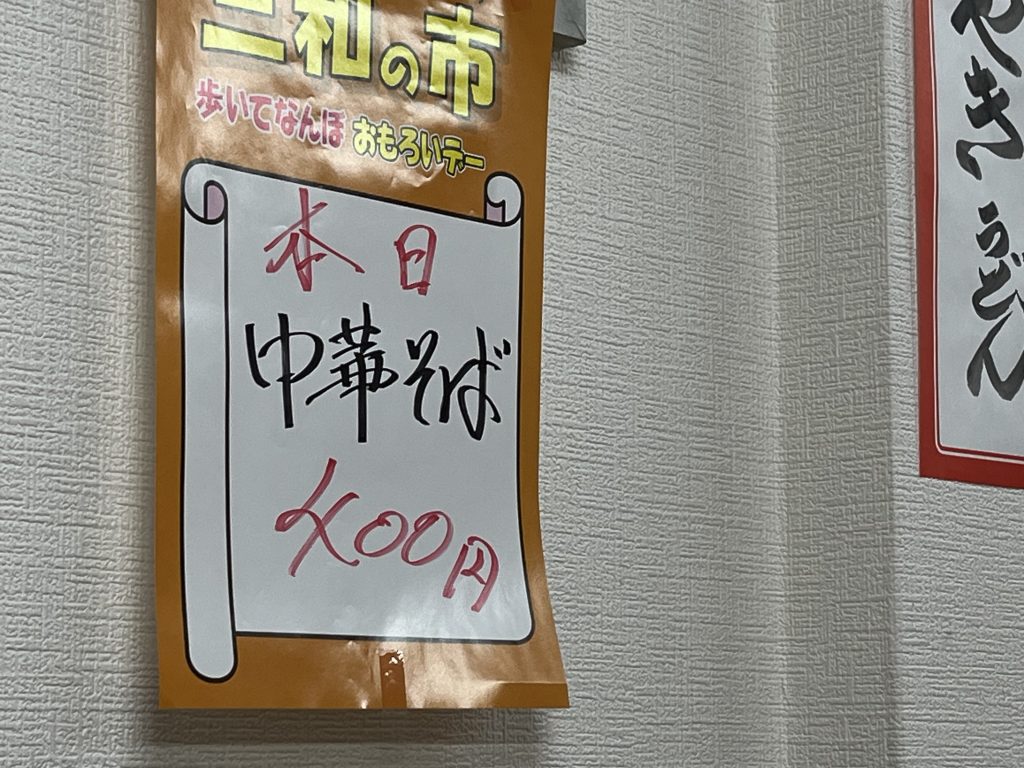 三和の市
歩いてなんぼ おもろいデー
本日
中華そば
400円
やき うどん